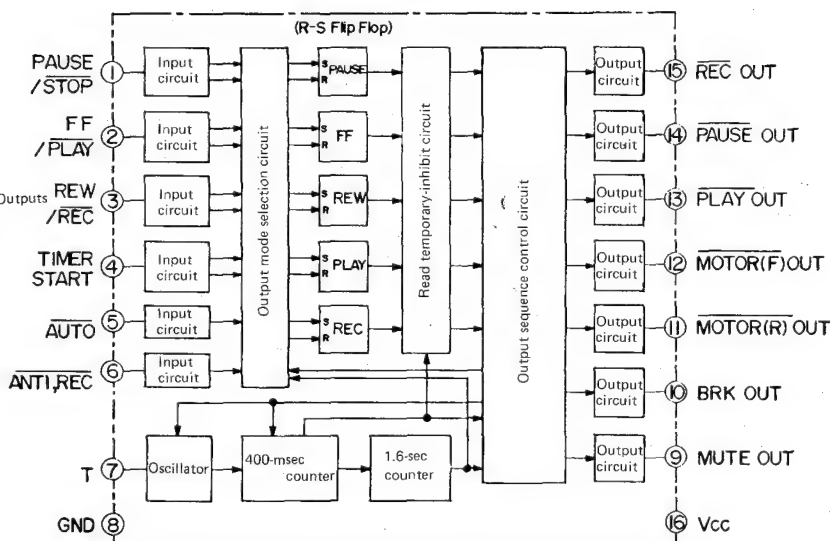 (R-S Flip Flop)
PAUSE
/STOP
①
Input
circuit
FF
/PLAY
②
Input
circuit
Outputs REW
/REC
③
Input
circuit
TIMER
START
④
Input
circuit
AUTO
⑤
Input
circuit
ANTI,REC
⑥
Input
circuit
T
⑦
Oscillator
400-msec
counter
1.6-sec
counter
GND
⑧
Output mode selection circuit
S
R
PAUSE
S
R
FF
S
R
REW
S
R
PLAY
S
R
REC
Read temporary-inhibit circuit
Output sequence control circuit
Output
circuit
⑮
REC OUT
Output
circuit
⑭
PAUSE OUT
Output
circuit
⑬
PLAY OUT
Output
circuit
⑫
MOTOR(F)OUT
Output
circuit
⑪
MOTOR(R) OUT
Output
circuit
⑩
BRK OUT
Output
circuit
⑨
MUTE OUT
⑯
Vcc